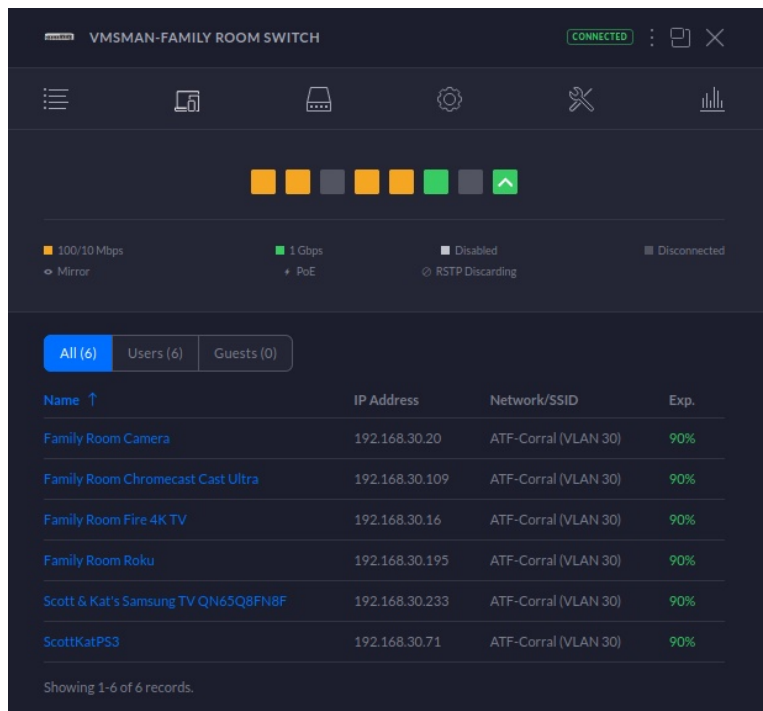 VMSMAN-FAMILY ROOM SWITCH CONNECTED
100/10 Mbps 1 Gbps Disabled Disconnected
Mirror PoE RSTP Discarding
All (6) Users (6) Guests (0)
Name ↑ IP Address Network/SSID Exp.
Family Room Camera 192.168.30.20 ATF-Corral (VLAN 30) 90%
Family Room Chromecast Cast Ultra 192.168.30.109 ATF-Corral (VLAN 30) 90%
Family Room Fire 4K TV 192.168.30.16 ATF-Corral (VLAN 30) 90%
Family Room Roku 192.168.30.195 ATF-Corral (VLAN 30) 90%
Scott & Kat's Samsung TV QN65Q8FN8F 192.168.30.233 ATF-Corral (VLAN 30) 90%
ScottKatPS3 192.168.30.71 ATF-Corral (VLAN 30) 90%
Showing 1-6 of 6 records.